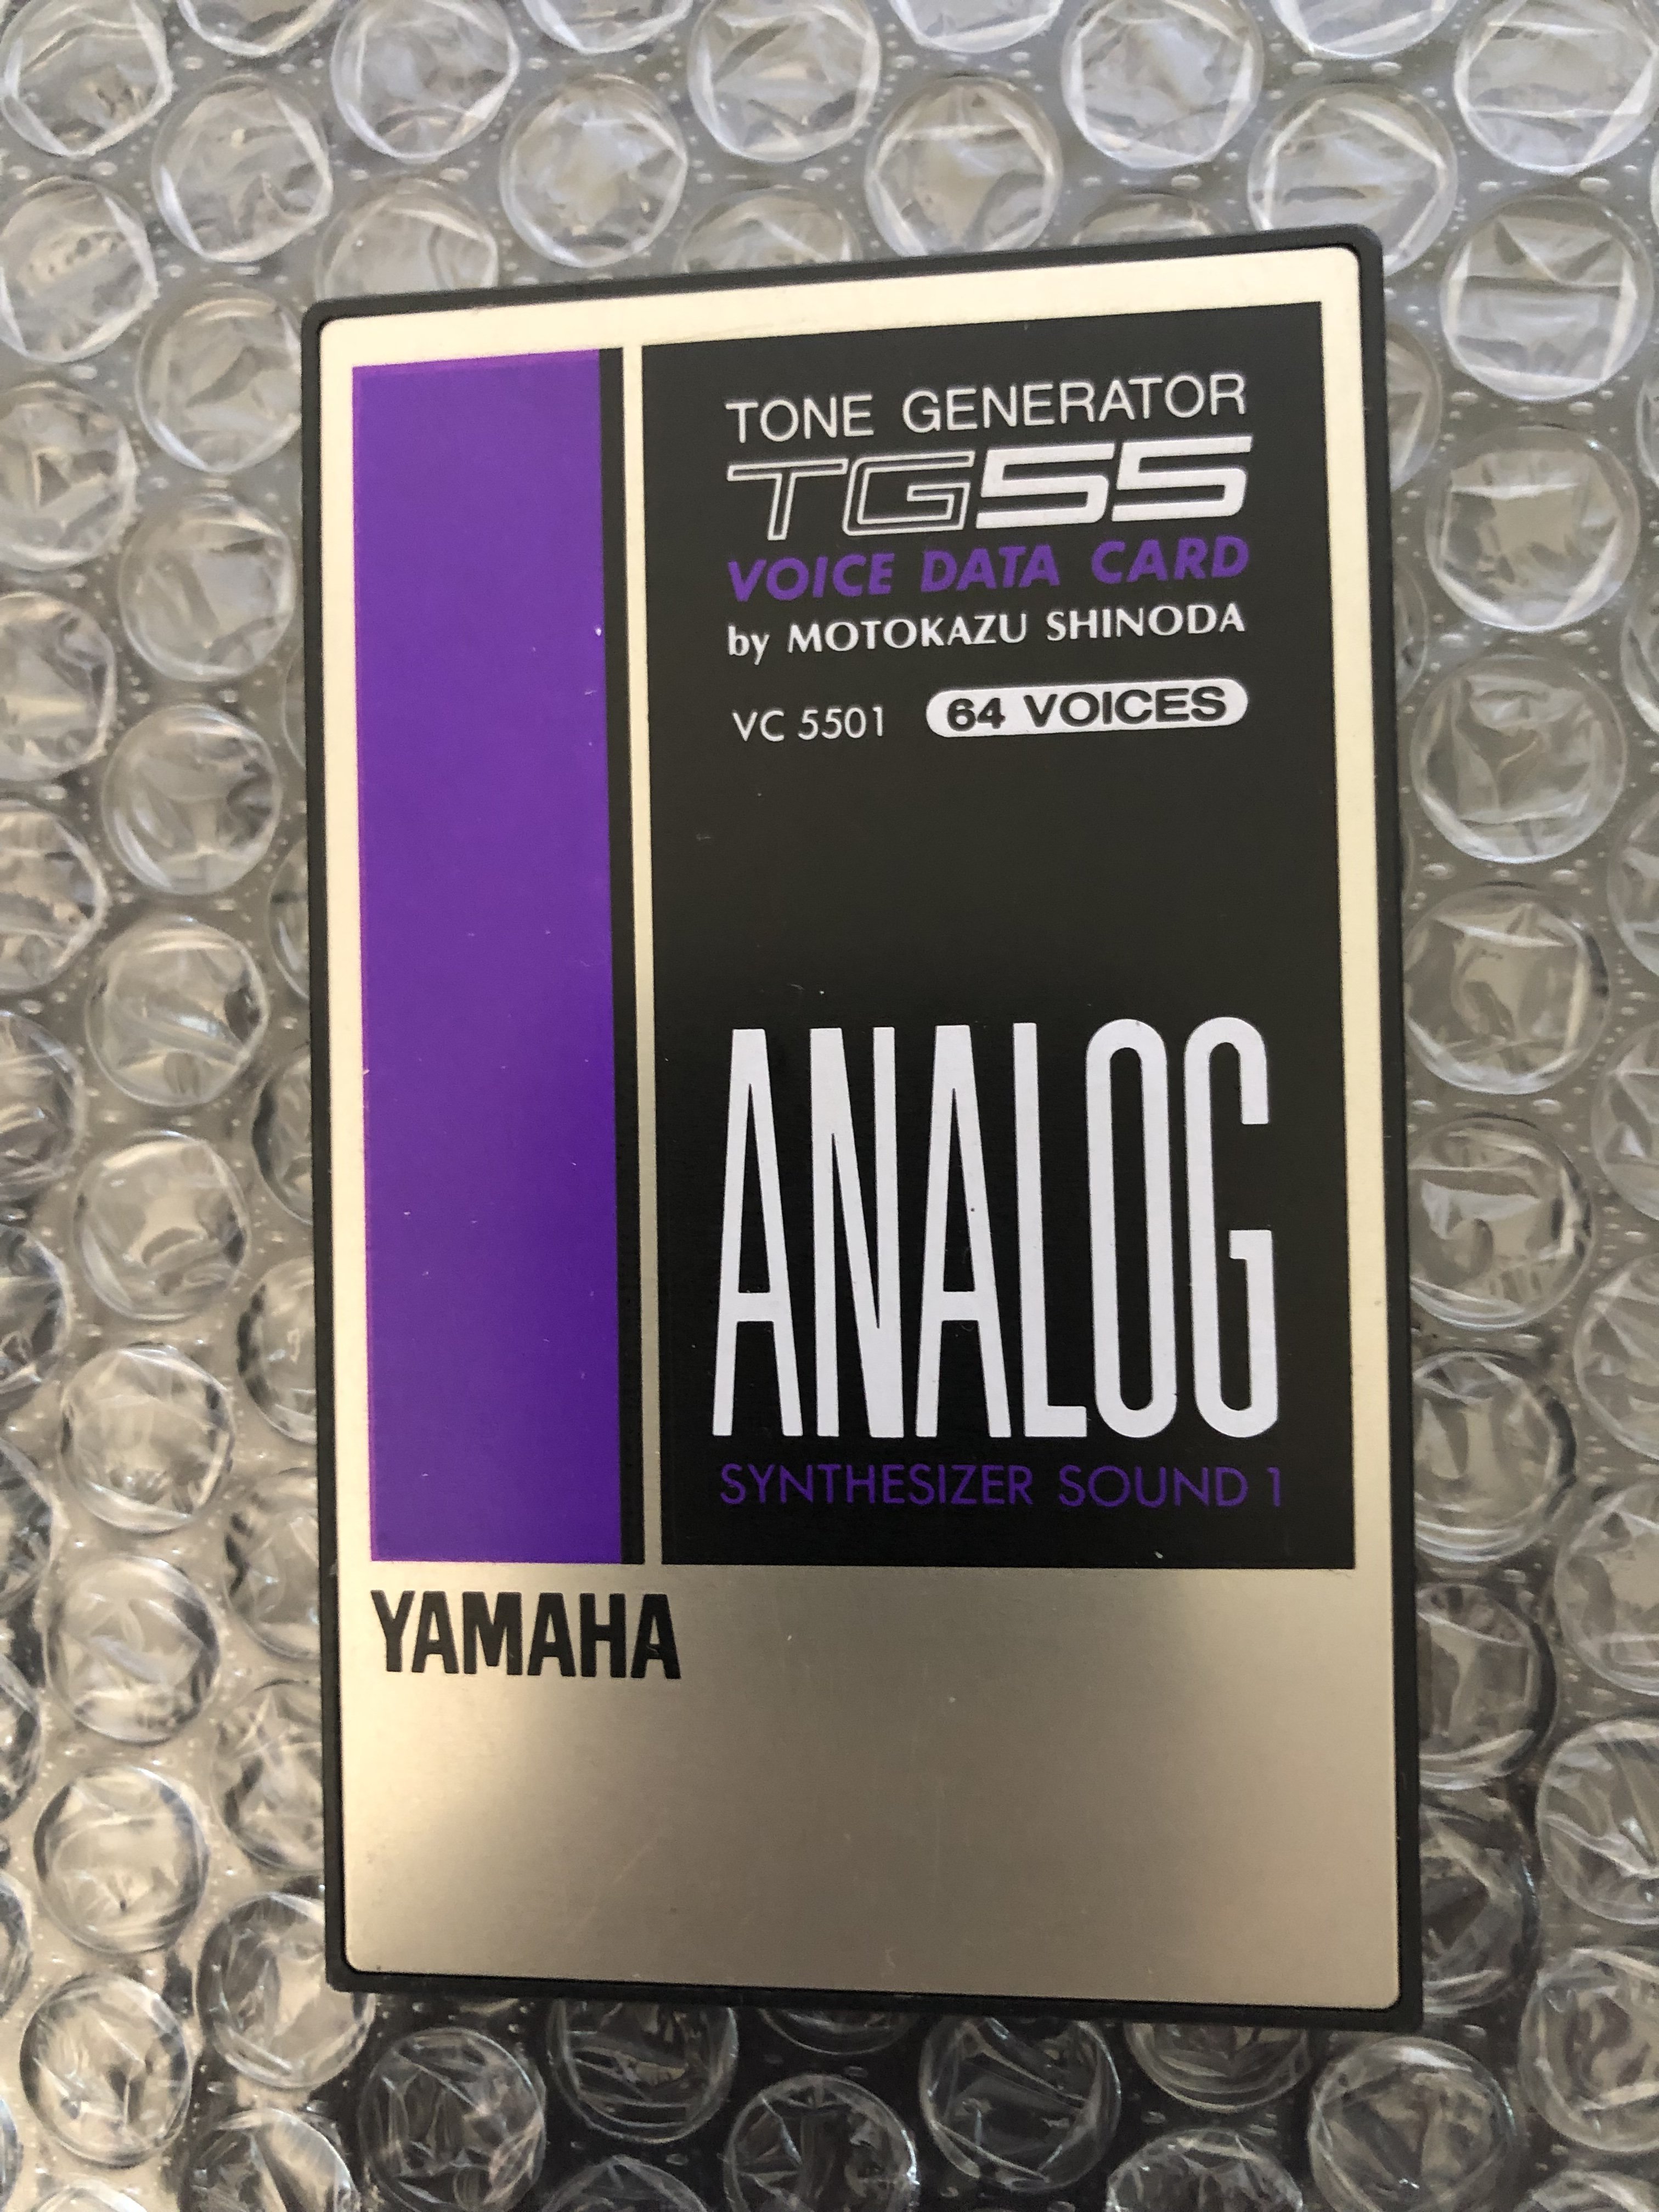 TONE GENERATOR
TG55
VOICE DATA CARD
by MOTOKAZU SHINODA
VC 5501 64 VOICES
ANALOG
SYNTHESIZER SOUND 1
YAMAHA